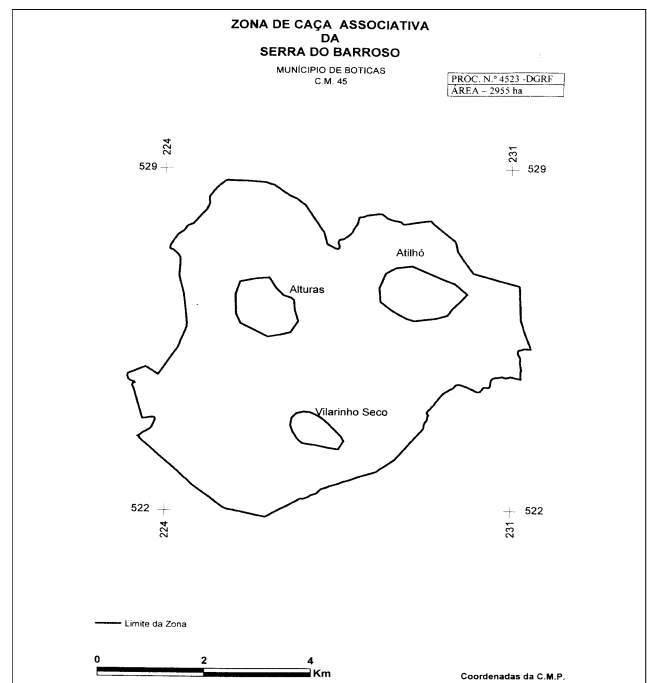 ZONA DE CAÇA ASSOCIATIVA
DA
SERRA DO BARROSO
MUNÍCIPIO DE BOTICAS
C.M. 45
PROC. N.º 4523 -DGRF
ÁREA – 2955 ha
224
231
529
529
Atilhó
Alturas
Vilarinho Seco
522
522
224
231
Limite da Zona
0 2 4
Km
Coordenadas da C.M.P.